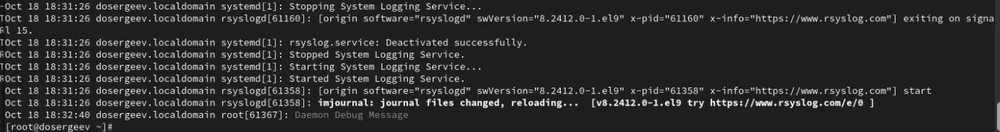 Oct 18 18:31:26 dosergeev.localdomain systemd[1]: Stopping System Logging Service...
Oct 18 18:31:26 dosergeev.localdomain rsyslogd[61160]: [origin software="rsyslogd" swVersion="8.2412.0-1.el9" x-pid="61160" x-info="https://www.rsyslog.com"] exiting on signa
l 15.
Oct 18 18:31:26 dosergeev.localdomain systemd[1]: rsyslog.service: Deactivated successfully.
Oct 18 18:31:26 dosergeev.localdomain systemd[1]: Stopped System Logging Service.
Oct 18 18:31:26 dosergeev.localdomain systemd[1]: Starting System Logging Service...
Oct 18 18:31:26 dosergeev.localdomain systemd[1]: Started System Logging Service.
Oct 18 18:31:26 dosergeev.localdomain rsyslogd[61358]: [origin software="rsyslogd" swVersion="8.2412.0-1.el9" x-pid="61358" x-info="https://www.rsyslog.com"] start
Oct 18 18:31:26 dosergeev.localdomain rsyslogd[61358]: imjournal: journal files changed, reloading...  [v8.2412.0-1.el9 try https://www.rsyslog.com/e/0 ]
Oct 18 18:32:40 dosergeev.localdomain root[61367]: Daemon Debug Message
[root@dosergeev ~]#